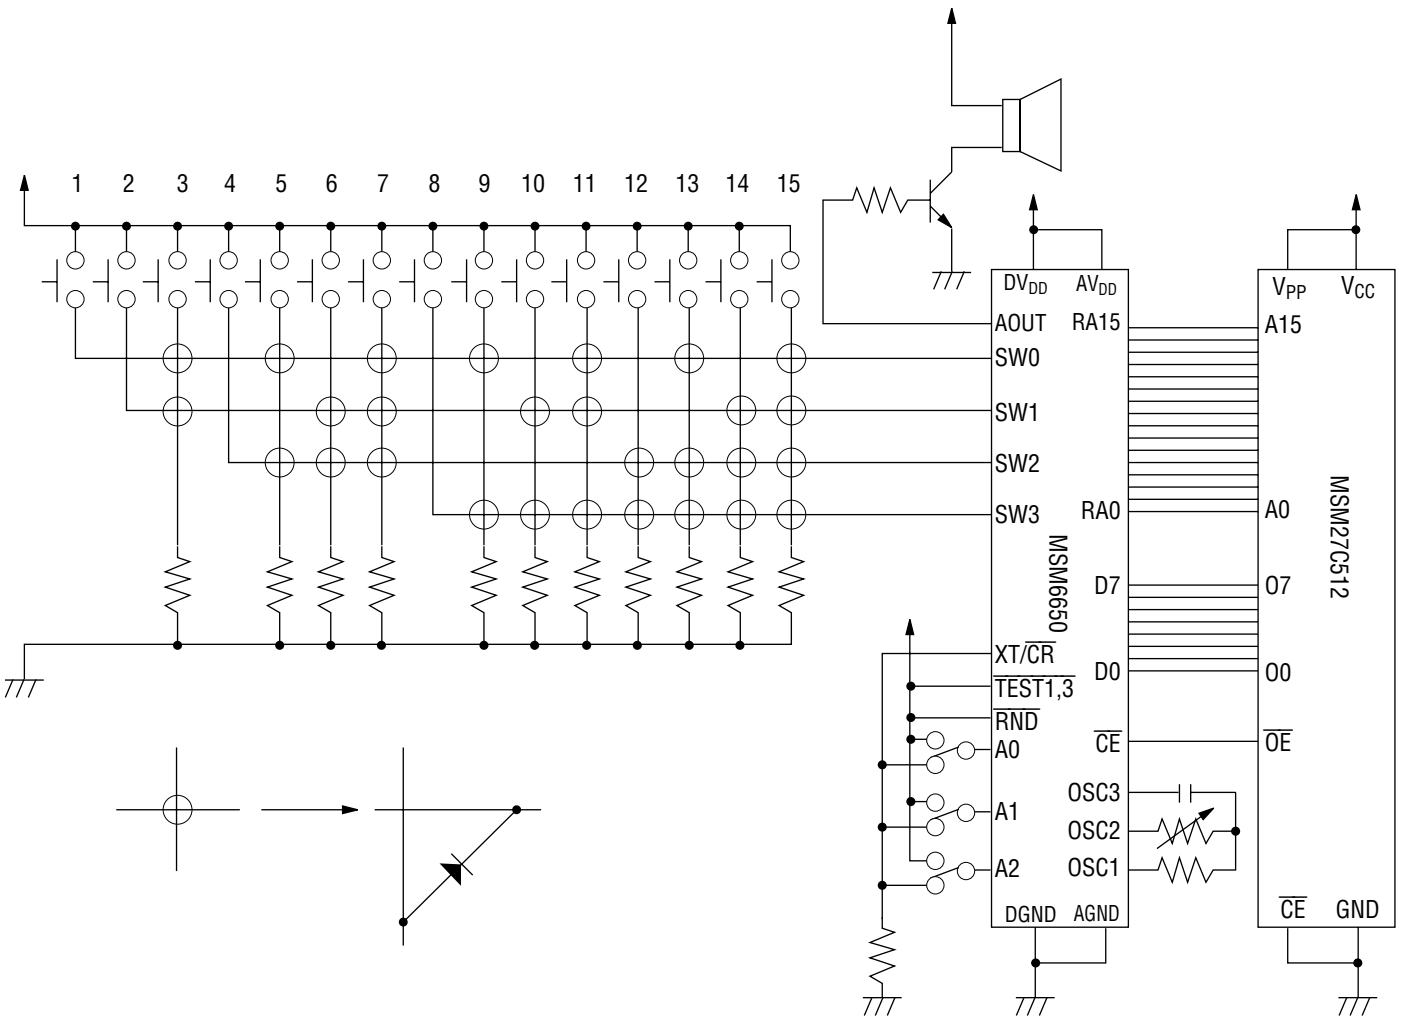 1 2 3 4 5 6 7 8 9 10 11 12 13 14 15
DVDD AVDD
VPP VCC
AOUT RA15 A15
SW0
SW1
SW2
SW3 RA0 A0
MSM6650
MSM27C512
D7 O7
XT/CR
D0 O0
TEST1,3
RND
CE OE
A0
OSC3
A1
OSC2
A2 OSC1
DGND AGND
CE GND